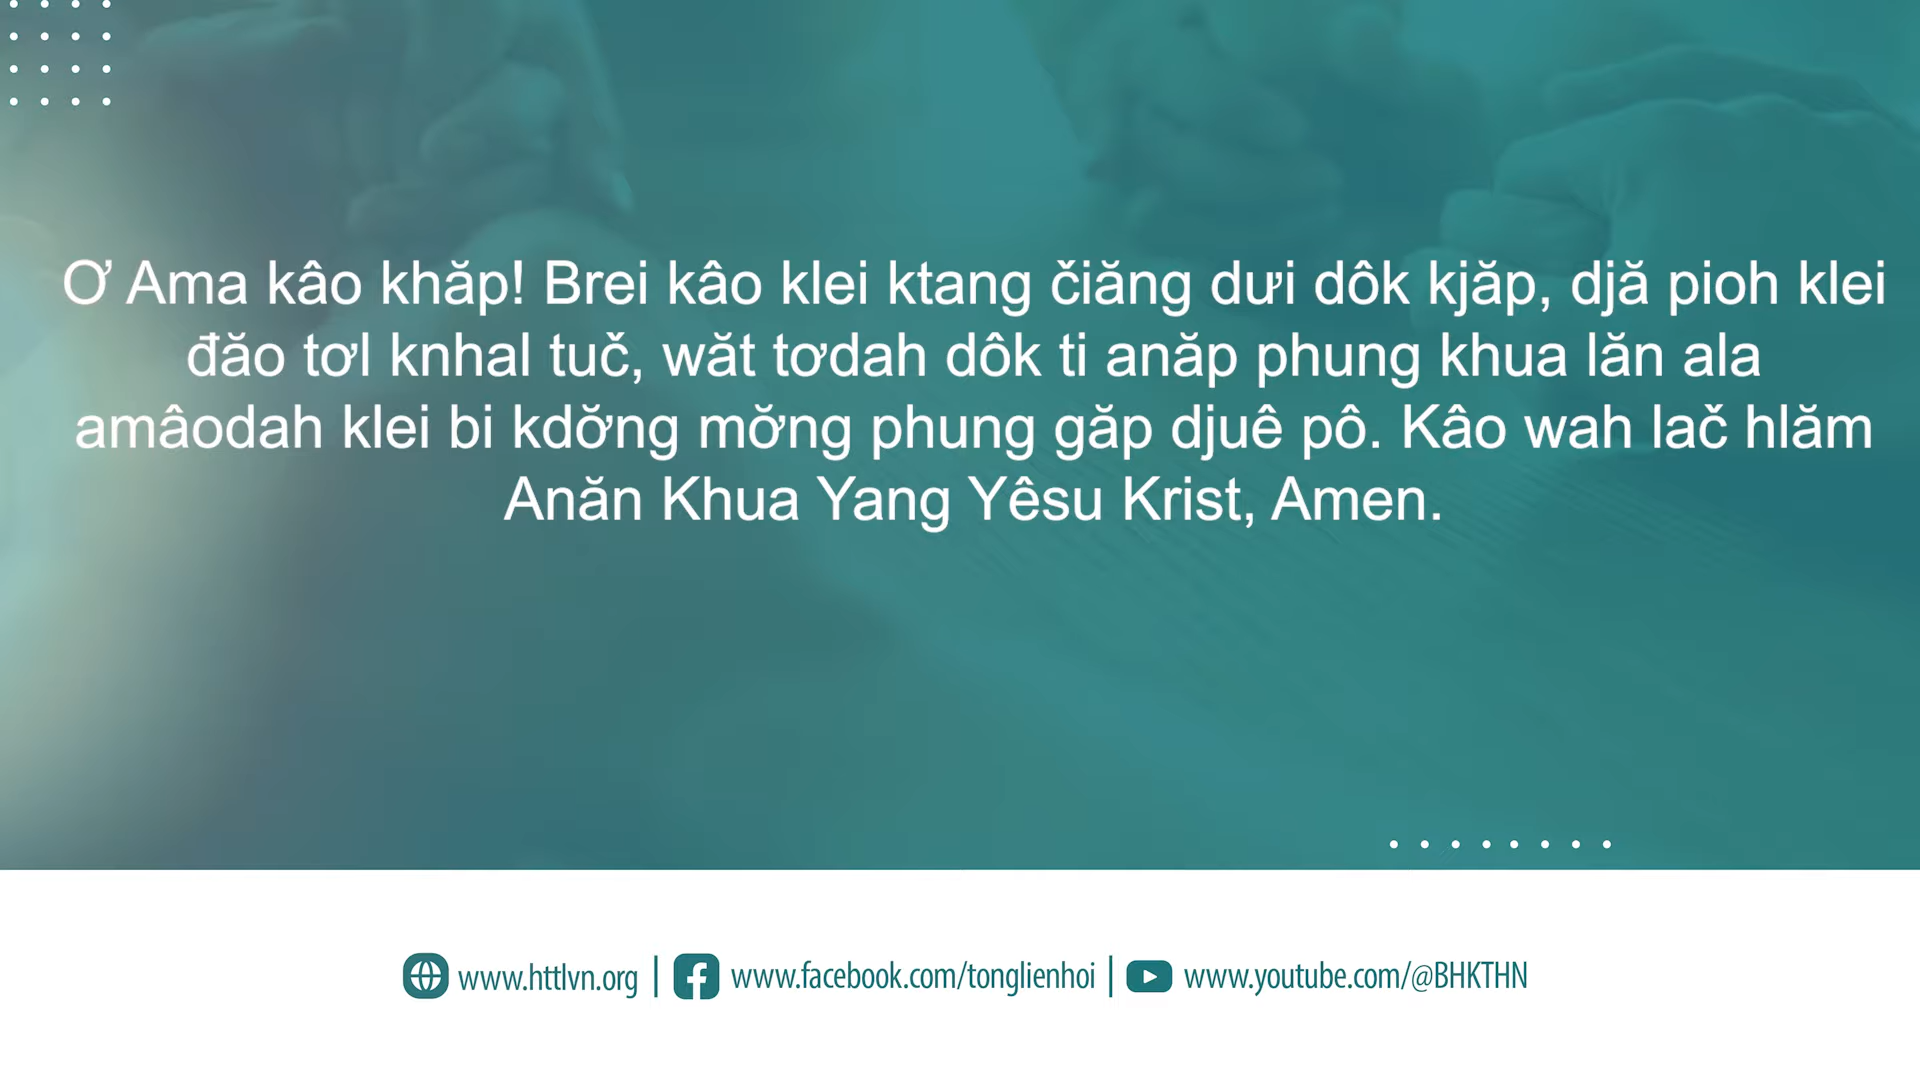 Ơ Ama kâo khăp! Brei kâo klei ktang čiăng dưi dôk kjăp, djă pioh klei
đăo tơl knhal tuč, wăt tơdah dôk ti anăp phung khua lăn ala
amâodah klei bi kdơ̆ng mơ̆ng phung găp djuê pô. Kâo wah lač hlăm
Anăn Khua Yang Yêsu Krist, Amen.
www.httlvn.org | www.facebook.com/tonglienhoi | www.youtube.com/@BHKTHN